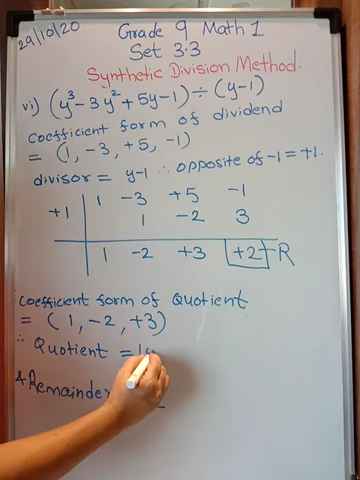 29/10/20
Grade 9 Math 1
Set 3.3
Synthetic Division Method.
vi) (y³-3y²+5y-1) ÷ (y-1)
Coefficient form of dividend
= (1, -3, +5, -1)
divisor = y-1 ∴ opposite of -1 = +1.
+1 | 1 -3 +5 -1
1 -2 3
1 -2 +3 +2 → R
Coefficient form of Quotient
= (1, -2, +3)
∴ Quotient = 1y
& Remainder